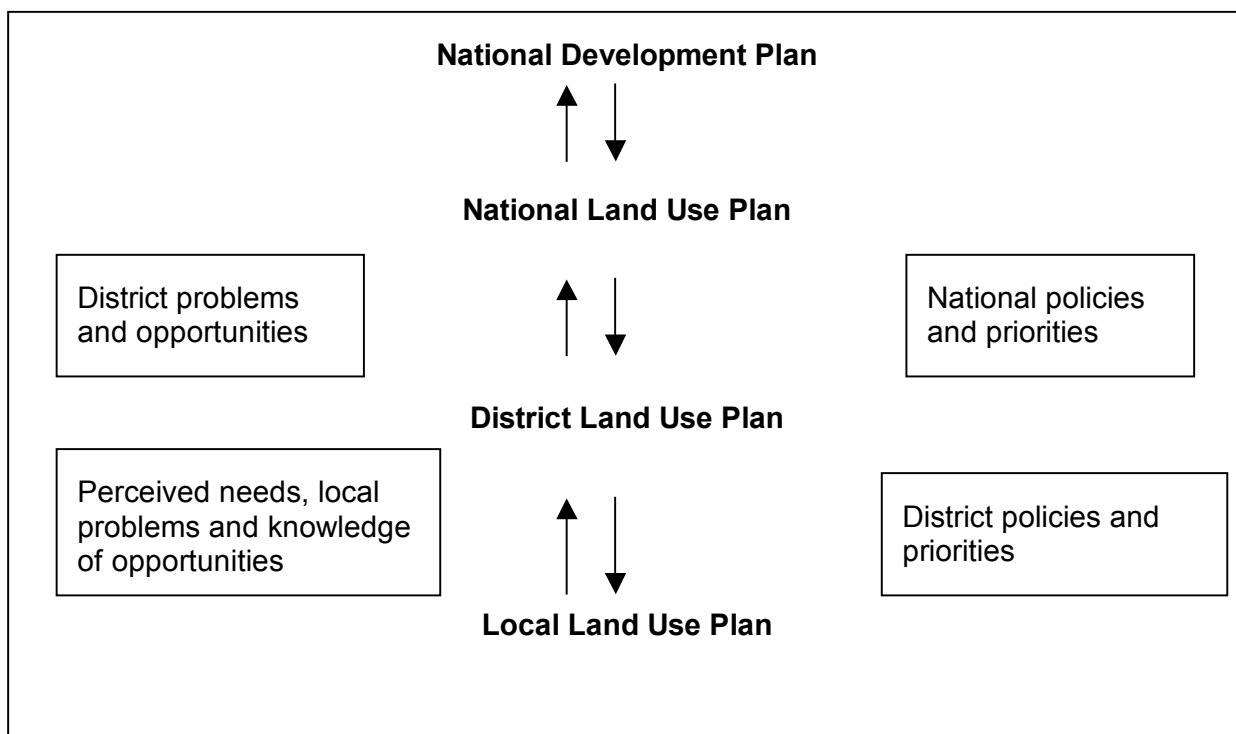 National Development Plan
National Land Use Plan
District problems
and opportunities
National policies
and priorities
District Land Use Plan
Perceived needs, local
problems and knowledge
of opportunities
District policies and
priorities
Local Land Use Plan